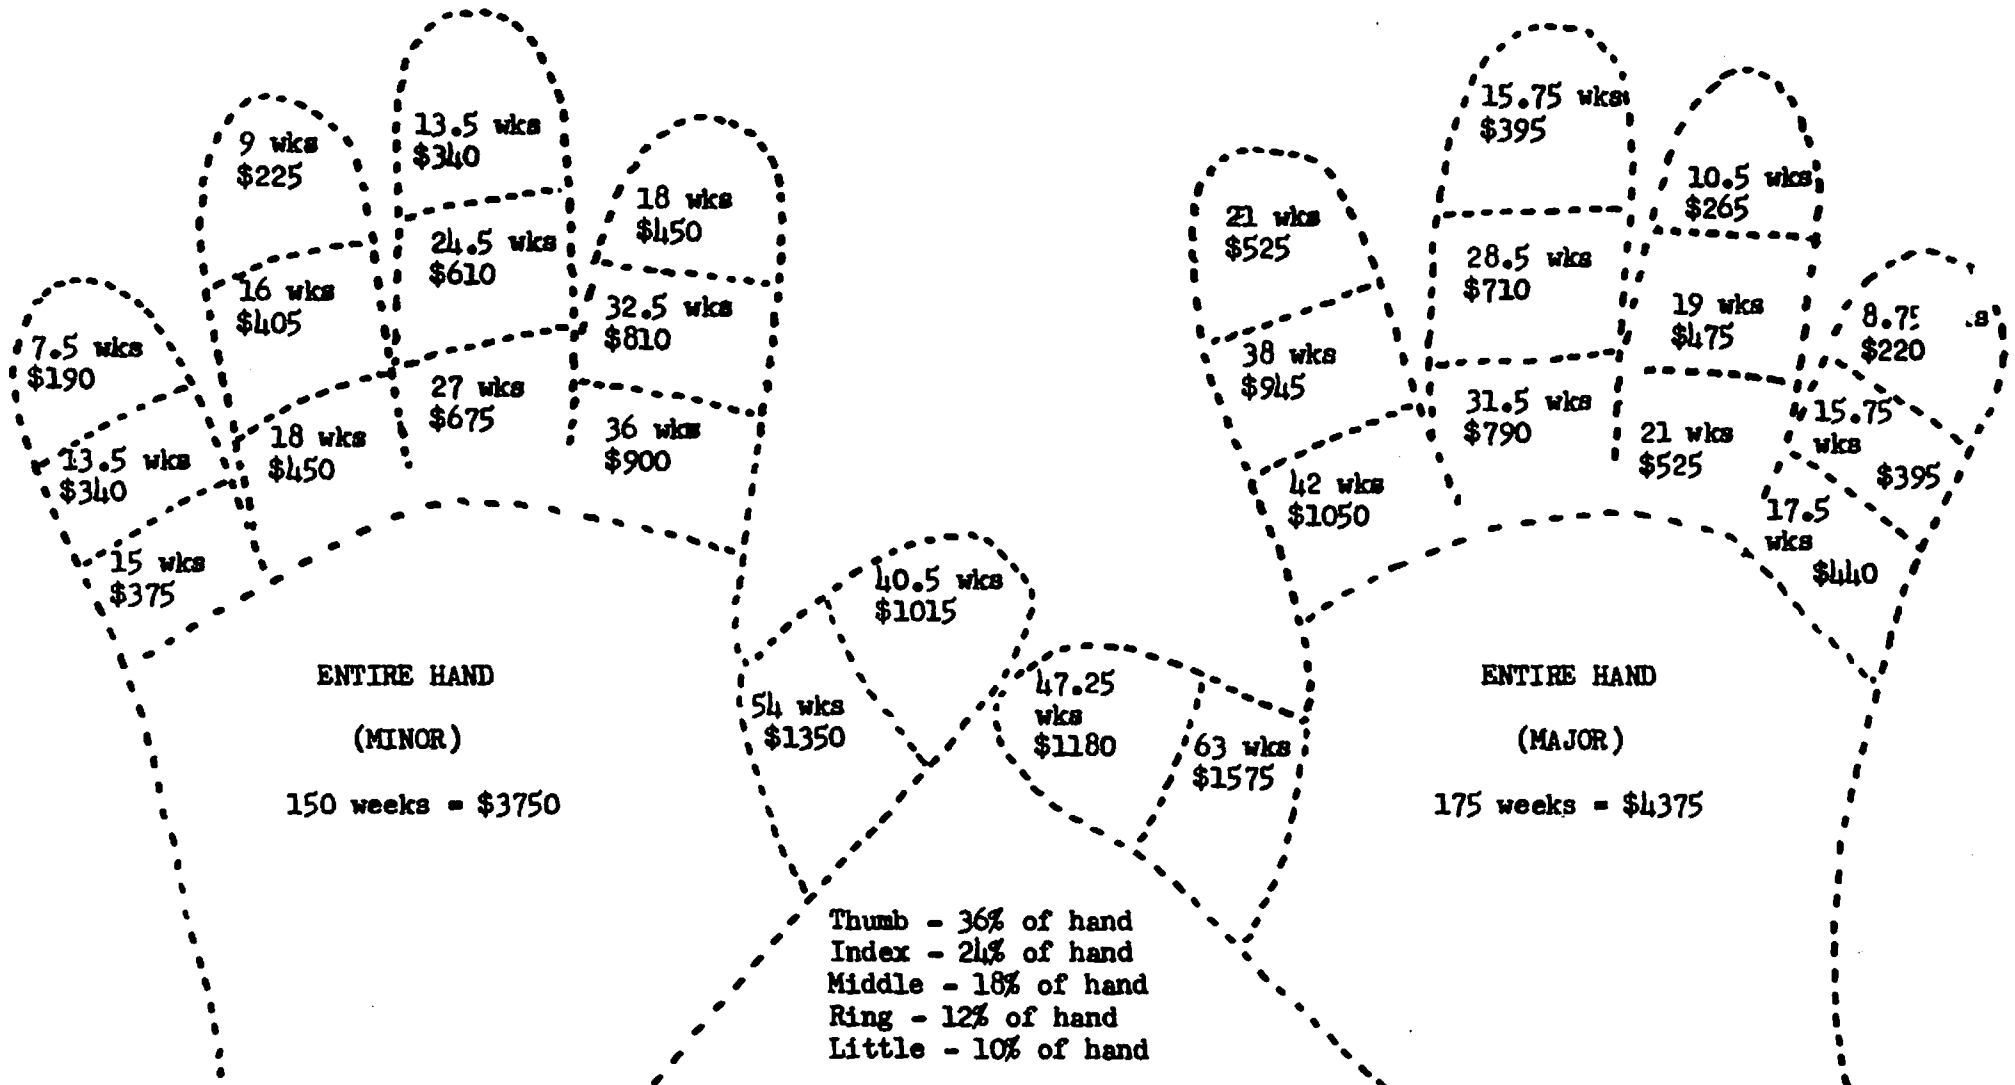 7.5 wks
$190
13.5 wks
$340
15 wks
$375
9 wks
$225
16 wks
$405
18 wks
$450
13.5 wks
$340
24.5 wks
$610
27 wks
$675
18 wks
$450
32.5 wks
$810
36 wks
$900
40.5 wks
$1015
54 wks
$1350
ENTIRE HAND
(MINOR)
150 weeks = $3750
47.25
wks
$1180
63 wks
$1575
21 wks
$525
38 wks
$945
42 wks
$1050
15.75 wks
$395
28.5 wks
$710
31.5 wks
$790
10.5 wks
$265
19 wks
$475
21 wks
$525
8.75
$220
15.75
wks
$395
17.5
wks
$440
ENTIRE HAND
(MAJOR)
175 weeks = $4375
Thumb - 36% of hand
Index - 24% of hand
Middle - 18% of hand
Ring - 12% of hand
Little - 10% of hand